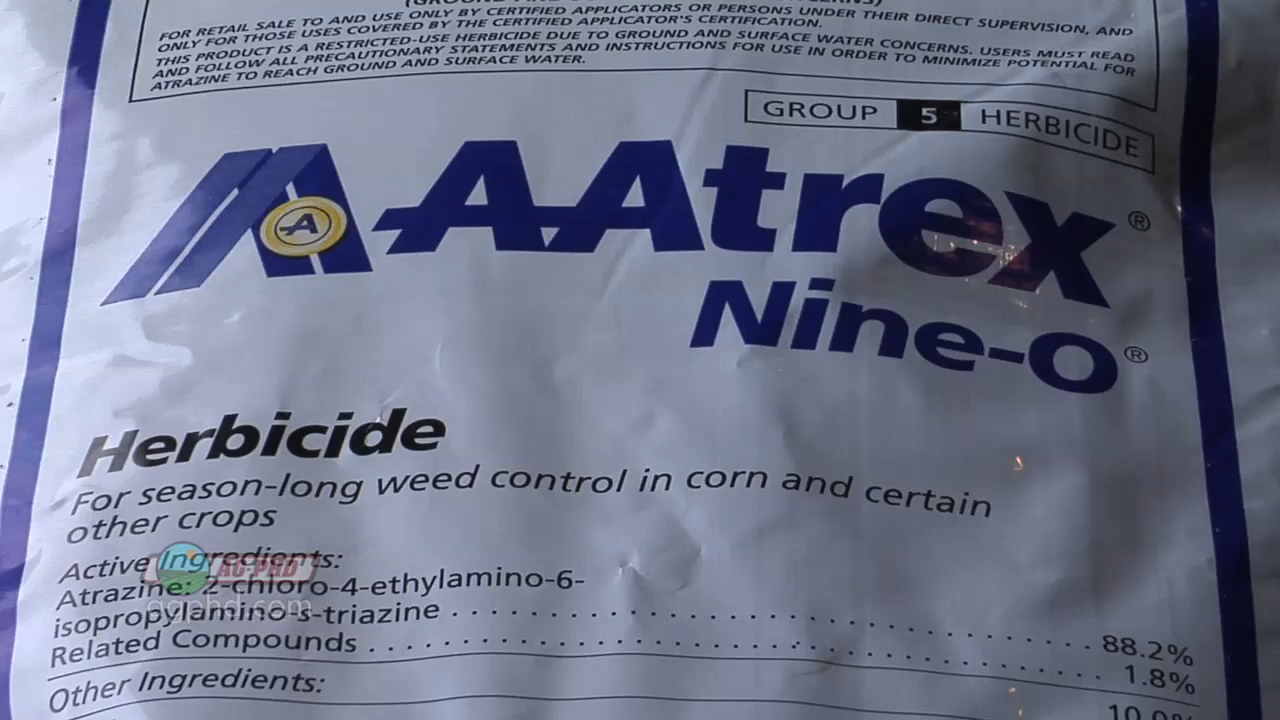 FOR RETAIL SALE TO AND USE ONLY BY CERTIFIED APPLICATORS OR PERSONS UNDER THEIR DIRECT SUPERVISION, AND
ONLY FOR THOSE USES COVERED BY THE CERTIFIED APPLICATOR'S CERTIFICATION.
THIS PRODUCT IS A RESTRICTED-USE HERBICIDE DUE TO GROUND AND SURFACE WATER CONCERNS. USERS MUST READ
AND FOLLOW ALL PRECAUTIONARY STATEMENTS AND INSTRUCTIONS FOR USE IN ORDER TO MINIMIZE POTENTIAL FOR
ATRAZINE TO REACH GROUND AND SURFACE WATER.
GROUP 5 HERBICIDE
A
AAtrex®
Nine-O®
Herbicide
For season-long weed control in corn and certain
other crops
Active Ingredients:
AG PHD
Atrazine: 2-chloro-4-ethylamino-6-
agphd.com
isopropylamino-s-triazine . . . . . . . . . . 88.2%
Related Compounds . . . . . . . . . . 1.8%
Other Ingredients: